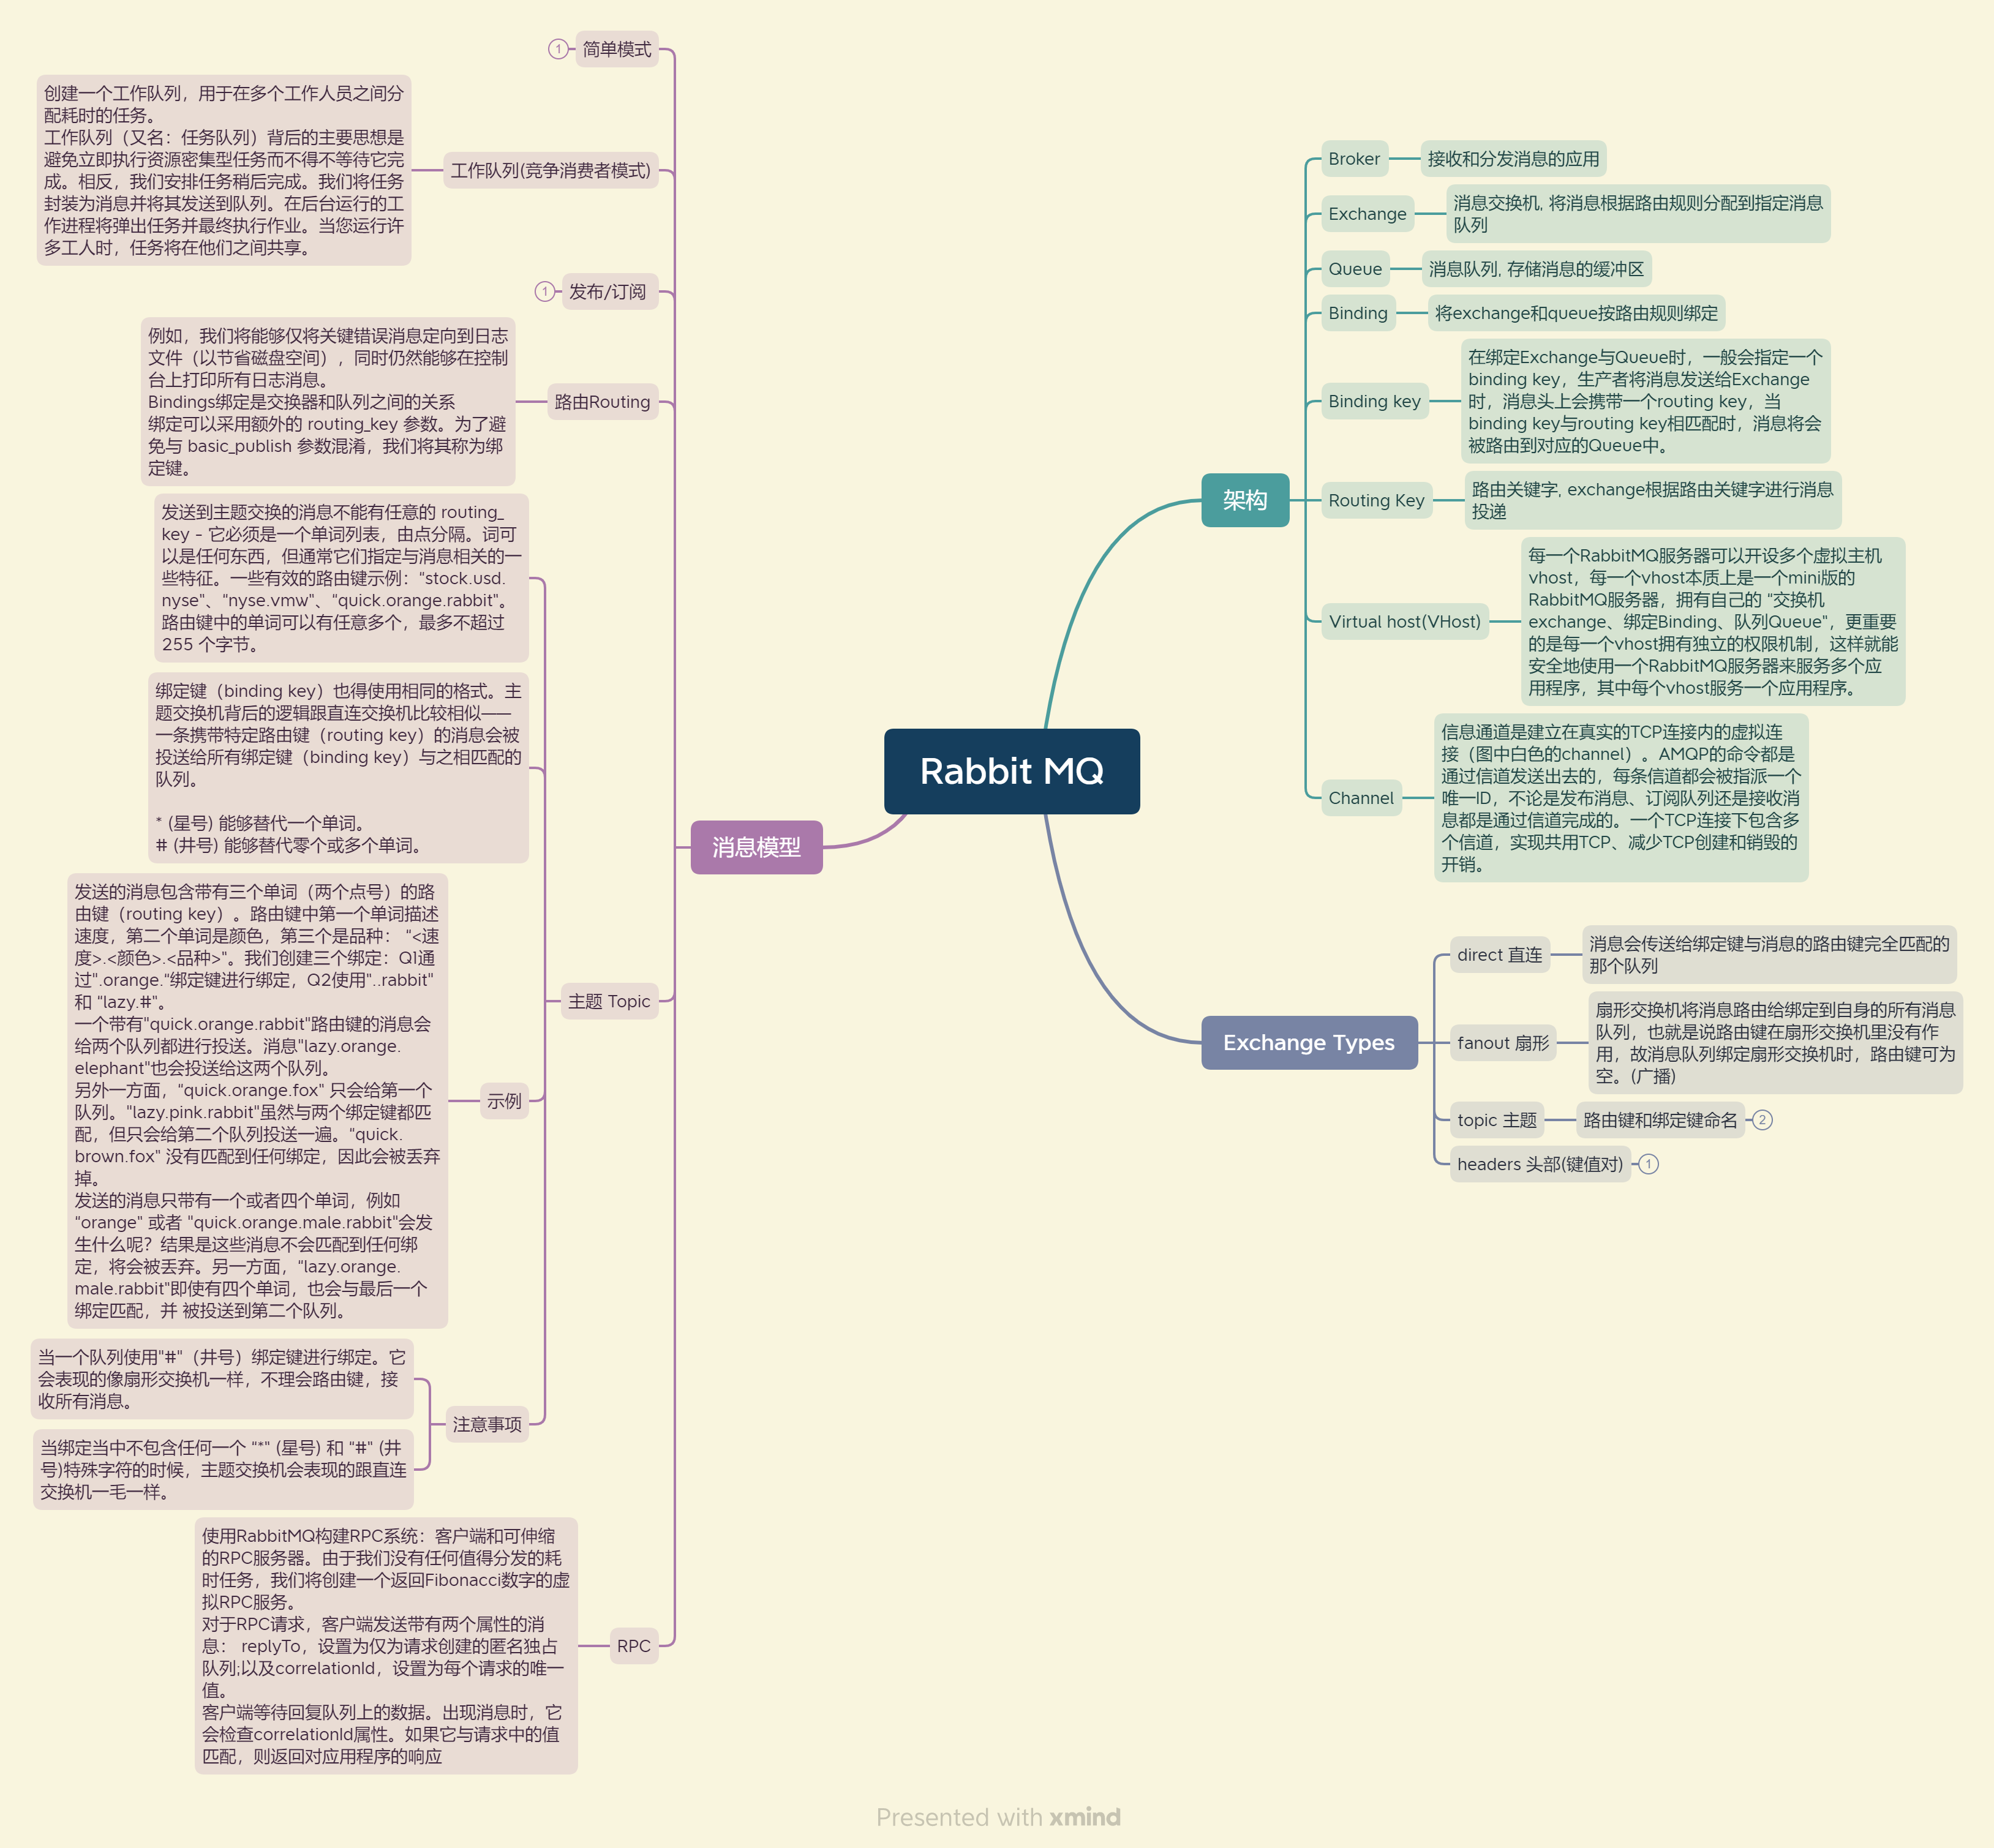 Rabbit MQ
架构
Broker
接收和分发消息的应用
Exchange
消息交换机, 将消息根据路由规则分配到指定消息
队列
Queue
消息队列, 存储消息的缓冲区
Binding
将exchange和queue按路由规则绑定
Binding key
在绑定Exchange与Queue时，一般会指定一个
binding key，生产者将消息发送给Exchange
时，消息头上会携带一个routing key，当
binding key与routing key相匹配时，消息将会
被路由到对应的Queue中。
Routing Key
路由关键字, exchange根据路由关键字进行消息
投递
Virtual host(VHost)
每一个RabbitMQ服务器可以开设多个虚拟主机
vhost，每一个vhost本质上是一个mini版的
RabbitMQ服务器，拥有自己的 “交换机
exchange、绑定Binding、队列Queue"，更重要
的是每一个vhost拥有独立的权限机制，这样就能
安全地使用一个RabbitMQ服务器来服务多个应
用程序，其中每个vhost服务一个应用程序。
Channel
信息通道是建立在真实的TCP连接内的虚拟连
接（图中白色的channel）。AMQP的命令都是
通过信道发送出去的，每条信道都会被指派一个
唯一ID，不论是发布消息、订阅队列还是接收消
息都是通过信道完成的。一个TCP连接下包含多
个信道，实现共用TCP、减少TCP创建和销毁的
开销。
Exchange Types
direct 直连
消息会传送给绑定键与消息的路由键完全匹配的
那个队列
fanout 扇形
扇形交换机将消息路由给绑定到自身的所有消息
队列，也就是说路由键在扇形交换机里没有作
用，故消息队列绑定扇形交换机时，路由键可为
空。(广播)
topic 主题
路由键和绑定键命名
2
headers 头部(键值对)
1
消息模型
简单模式
1
工作队列(竞争消费者模式)
创建一个工作队列，用于在多个工作人员之间分
配耗时的任务。
工作队列（又名：任务队列）背后的主要思想是
避免立即执行资源密集型任务而不得不等待它完
成。相反，我们安排任务稍后完成。我们将任务
封装为消息并将其发送到队列。在后台运行的工
作进程将弹出任务并最终执行作业。当您运行许
多工人时，任务将在他们之间共享。
发布/订阅
1
路由Routing
例如，我们将能够仅将关键错误消息定向到日志
文件（以节省磁盘空间），同时仍然能够在控制
台上打印所有日志消息。
Bindings绑定是交换器和队列之间的关系
绑定可以采用额外的 routing_key 参数。为了避
免与 basic_publish 参数混淆，我们将其称为绑
定键。
主题 Topic
发送到主题交换的消息不能有任意的 routing_
key - 它必须是一个单词列表，由点分隔。词可
以是任何东西，但通常它们指定与消息相关的一
些特征。一些有效的路由键示例：“stock.usd.
nyse”、“nyse.vmw”、“quick.orange.rabbit”。
路由键中的单词可以有任意多个，最多不超过
255 个字节。
绑定键（binding key）也得使用相同的格式。主
题交换机背后的逻辑跟直连交换机比较相似——
一条携带特定路由键（routing key）的消息会被
投送给所有绑定键（binding key）与之相匹配的
队列。
* (星号) 能够替代一个单词。
# (井号) 能够替代零个或多个单词。
示例
发送的消息包含带有三个单词（两个点号）的路
由键（routing key）。路由键中第一个单词描述
速度，第二个单词是颜色，第三个是品种： “<速
度>.<颜色>.<品种>"。我们创建三个绑定：Q1通
过".orange."绑定键进行绑定，Q2使用"..rabbit"
和 “lazy.#"。
一个带有"quick.orange.rabbit"路由键的消息会
给两个队列都进行投送。消息"lazy.orange.
elephant"也会投送给这两个队列。
另外一方面，“quick.orange.fox” 只会给第一个
队列。"lazy.pink.rabbit"虽然与两个绑定键都匹
配，但只会给第二个队列投送一遍。“quick.
brown.fox” 没有匹配到任何绑定，因此会被丢弃
掉。
发送的消息只带有一个或者四个单词，例如
“orange” 或者 "quick.orange.male.rabbit"会发
生什么呢？结果是这些消息不会匹配到任何绑
定，将会被丢弃。另一方面，“lazy.orange.
male.rabbit"即使有四个单词，也会与最后一个
绑定匹配，并 被投送到第二个队列。
注意事项
当一个队列使用"#"（井号）绑定键进行绑定。它
会表现的像扇形交换机一样，不理会路由键，接
收所有消息。
当绑定当中不包含任何一个 "*" (星号) 和 "#" (井
号)特殊字符的时候，主题交换机会表现的跟直连
交换机一毛一样。
RPC
使用RabbitMQ构建RPC系统：客户端和可伸缩
的RPC服务器。由于我们没有任何值得分发的耗
时任务，我们将创建一个返回Fibonacci数字的虚
拟RPC服务。
对于RPC请求，客户端发送带有两个属性的消
息： replyTo，设置为仅为请求创建的匿名独占
队列;以及correlationId，设置为每个请求的唯一
值。
客户端等待回复队列上的数据。出现消息时，它
会检查correlationId属性。如果它与请求中的值
匹配，则返回对应用程序的响应
Presented with xmind